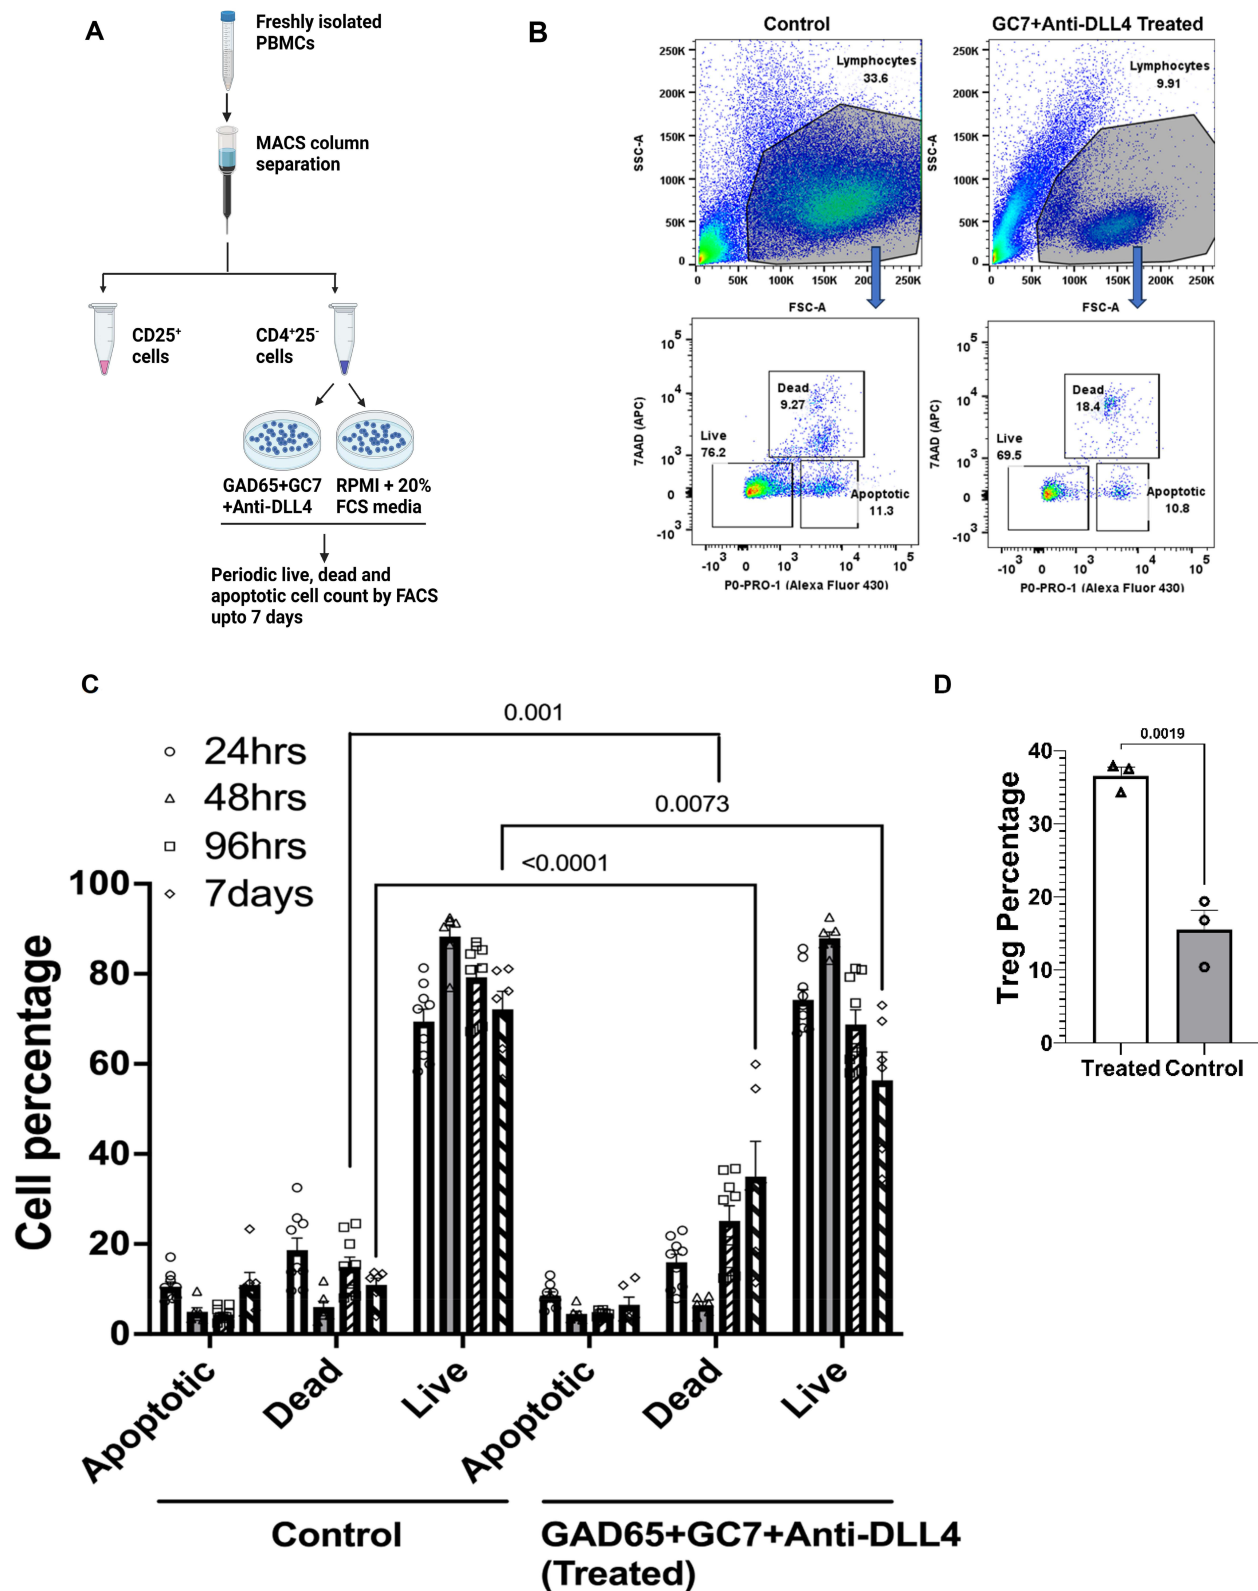 A
Freshly isolated
PBMCs
MACS column
separation
CD25+
cells
CD4+25-
cells
GAD65+GC7
+Anti-DLL4
RPMI + 20%
FCS media
Periodic live, dead and
apoptotic cell count by FACS
upto 7 days
B
Control
SSC-A
250K
200K
150K
100K
50K
0
Lymphocytes
33.6
0 50K 100K 150K 200K 250K
FSC-A
GC7+Anti-DLL4 Treated
SSC-A
250K
200K
150K
100K
50K
0
Lymphocytes
9.91
0 50K 100K 150K 200K 250K
FSC-A
7AAD (APC)
10^5
10^4
10^3
0
-10^3
Dead
9.27
Live
76.2
Apoptotic
11.3
-10^3 0 10^3 10^4 10^5
P0-PRO-1 (Alexa Fluor 430)
7AAD (APC)
10^5
10^4
10^3
0
-10^3
Dead
18.4
Live
69.5
Apoptotic
10.8
-10^3 0 10^3 10^4 10^5
P0-PRO-1 (Alexa Fluor 430)
C
24hrs
48hrs
96hrs
7days
0.001
0.0073
<0.0001
Cell percentage
100
80
60
40
20
0
Apoptotic
Dead
Live
Apoptotic
Dead
Live
Control
GAD65+GC7+Anti-DLL4
(Treated)
D
0.0019
Treg Percentage
40
30
20
10
0
Treated Control